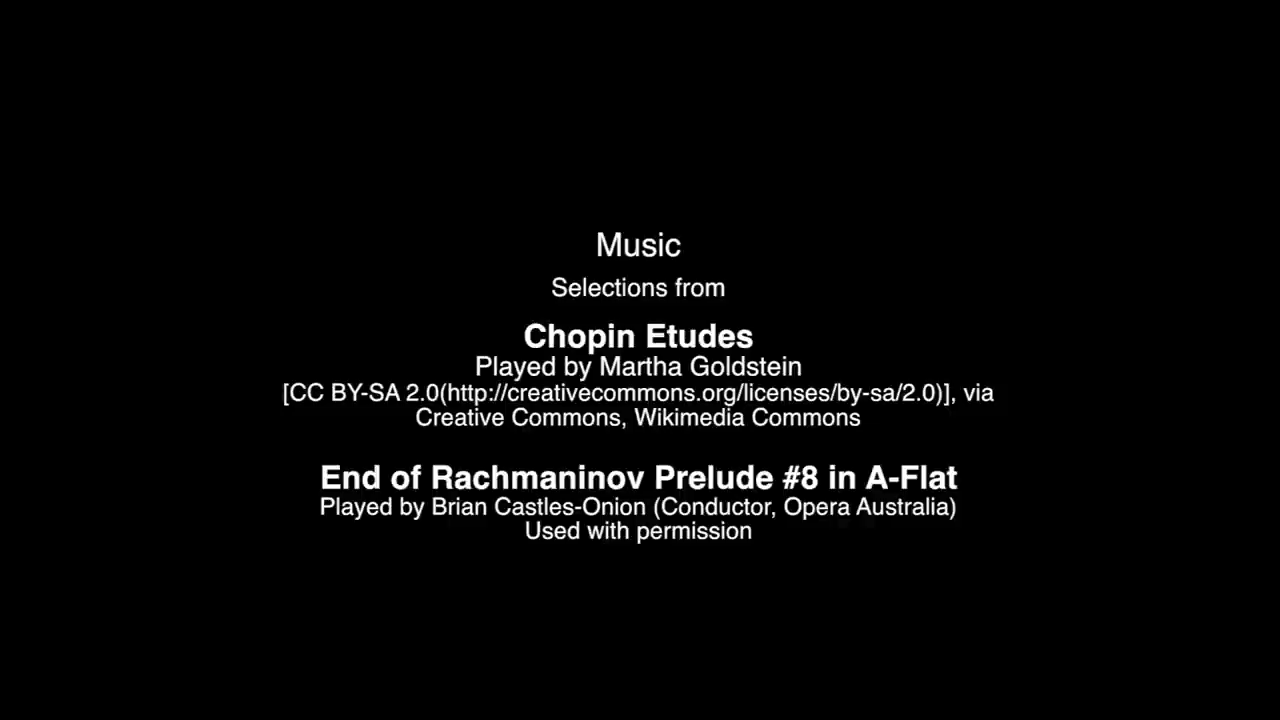 Music
Selections from
Chopin Etudes
Played by Martha Goldstein
[CC BY-SA 2.0(http://creativecommons.org/licenses/by-sa/2.0)], via
Creative Commons, Wikimedia Commons
End of Rachmaninov Prelude #8 in A-Flat
Played by Brian Castles-Onion (Conductor, Opera Australia)
Used with permission